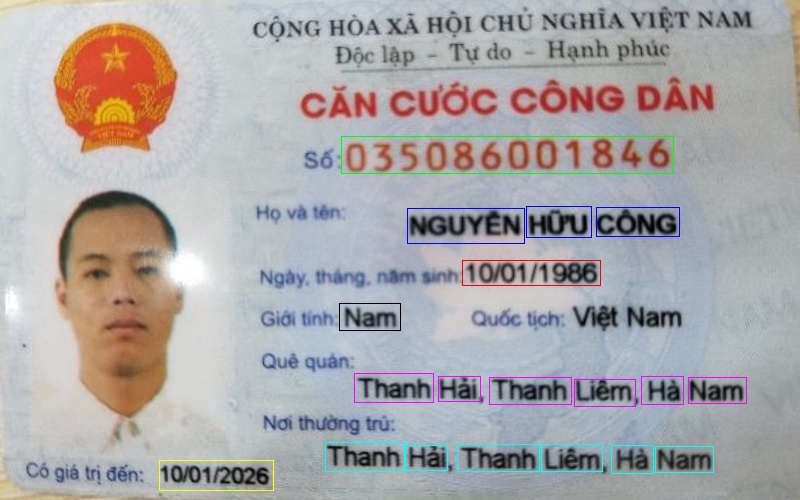 CỘNG HÒA XÃ HỘI CHỦ NGHĨA VIỆT NAM
Độc lập - Tự do - Hạnh phúc
CĂN CƯỚC CÔNG DÂN
Số: 035086001846
Họ và tên: NGUYỄN HỮU CÔNG
Ngày, tháng, năm sinh: 10/01/1986
Giới tính: Nam Quốc tịch: Việt Nam
Quê quán:
Thanh Hải, Thanh Liêm, Hà Nam
Nơi thường trú:
Thanh Hải, Thanh Liêm, Hà Nam
Có giá trị đến: 10/01/2026